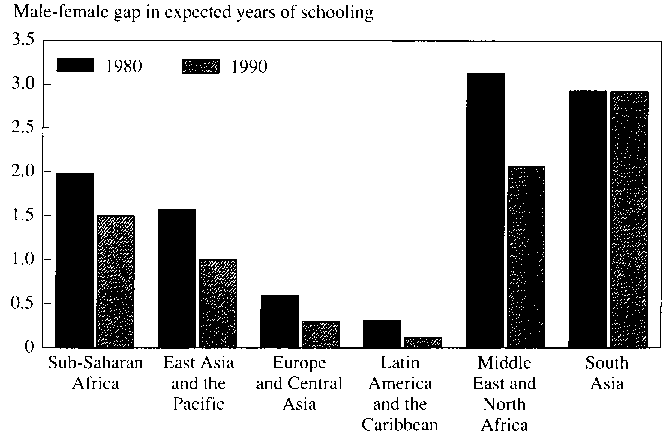 Male-female gap in expected years of schooling
3.5
1980 1990
3.0
2.5
2.0
1.5
1.0
0.5
0
Sub-Saharan
Africa
East Asia
and the
Pacific
Europe
and Central
Asia
Latin
America
and the
Caribbean
Middle
East and
North
Africa
South
Asia